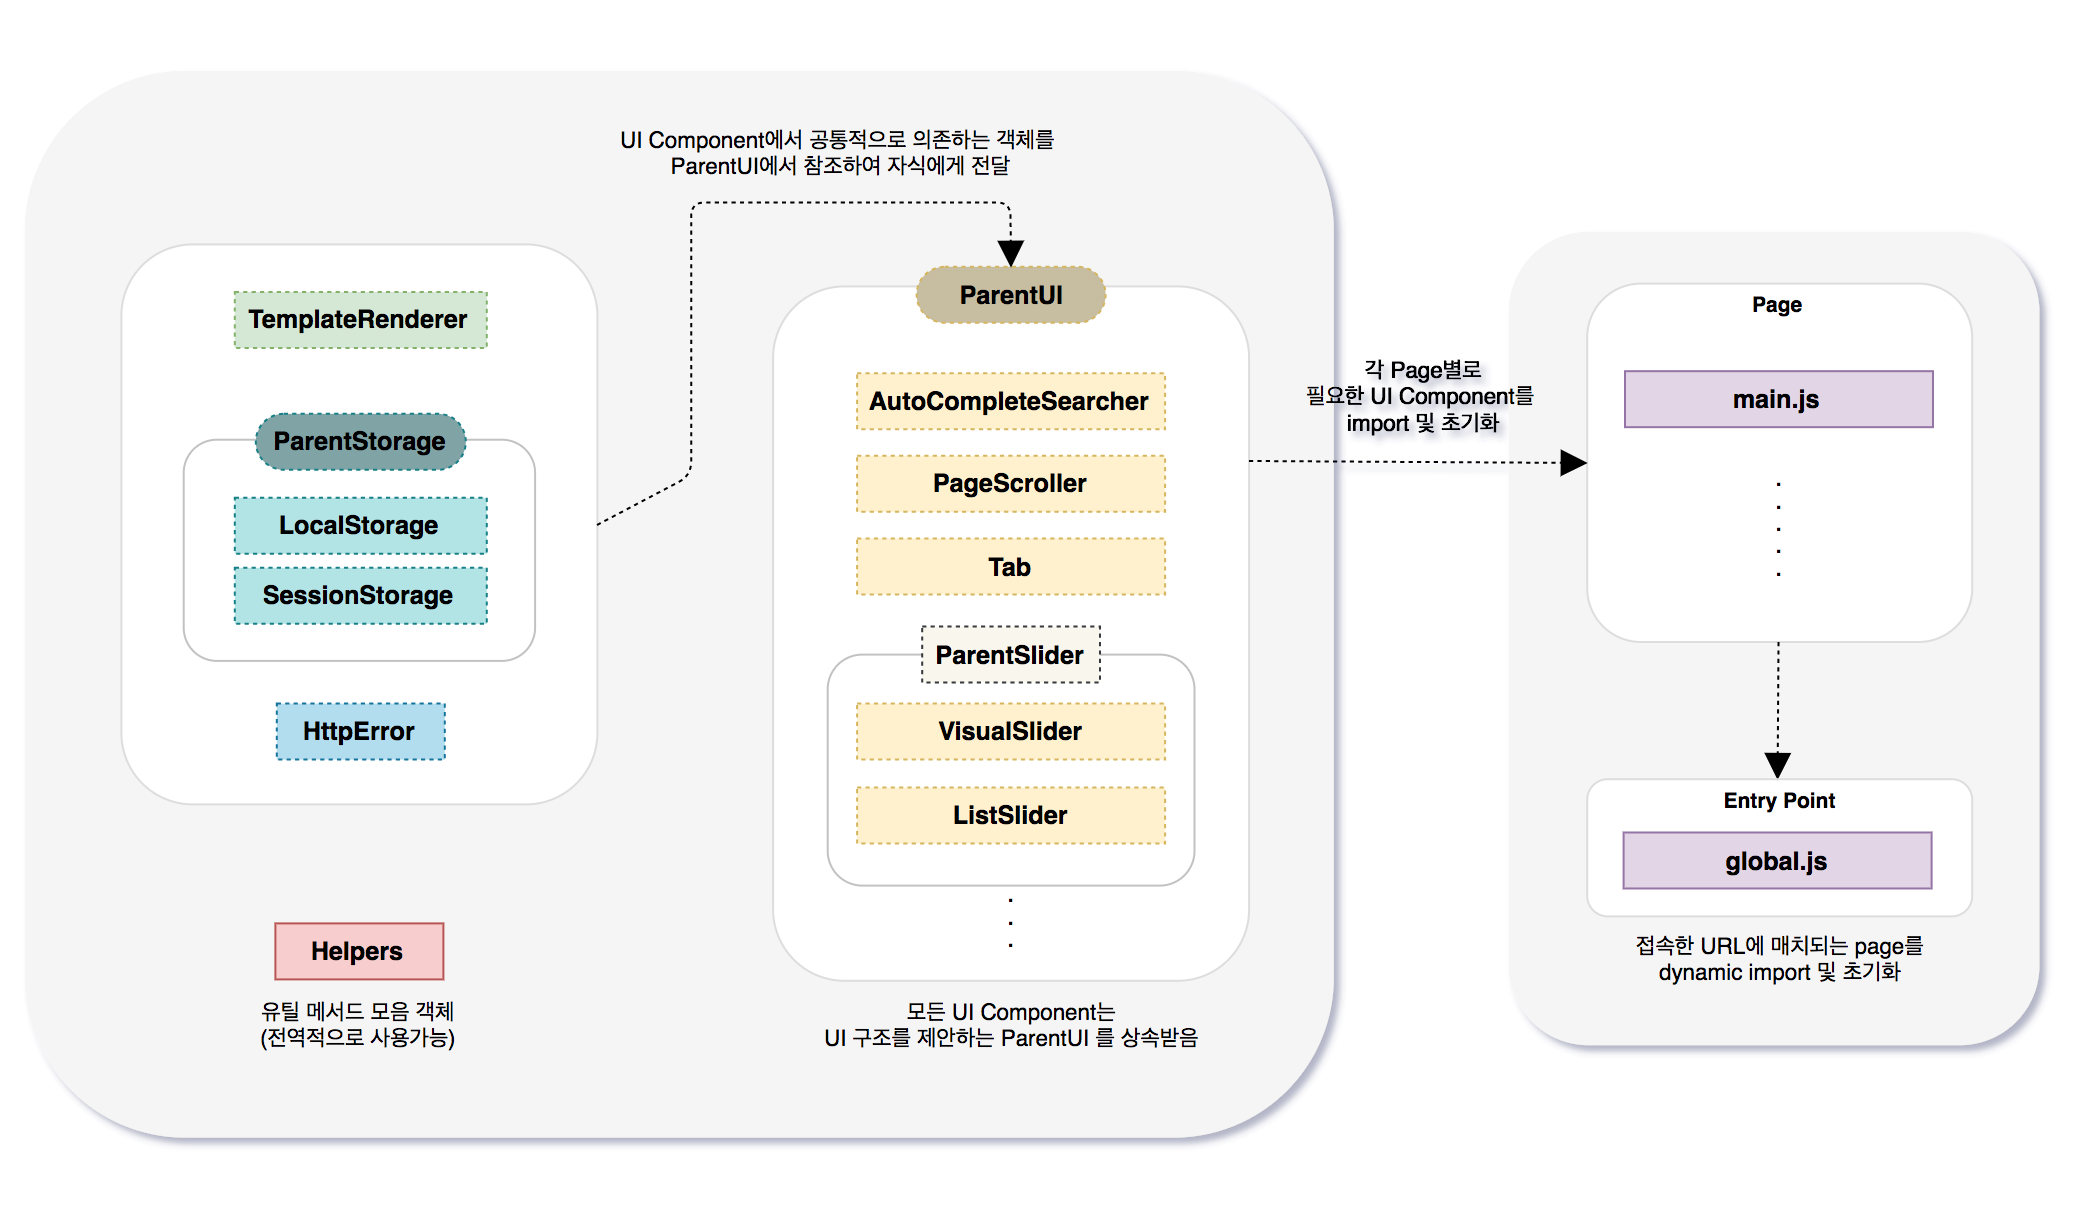 UI Component에서 공통적으로 의존하는 객체를
ParentUI에서 참조하여 자식에게 전달
TemplateRenderer
ParentStorage
LocalStorage
SessionStorage
HttpError
Helpers
유틸 메서드 모음 객체
(전역적으로 사용가능)
ParentUI
AutoCompleteSearcher
PageScroller
Tab
ParentSlider
VisualSlider
ListSlider
.
.
.
모든 UI Component는
UI 구조를 제안하는 ParentUI 를 상속받음
각 Page별로
필요한 UI Component를
import 및 초기화
Page
main.js
.
.
.
.
.
Entry Point
global.js
접속한 URL에 매치되는 page를
dynamic import 및 초기화